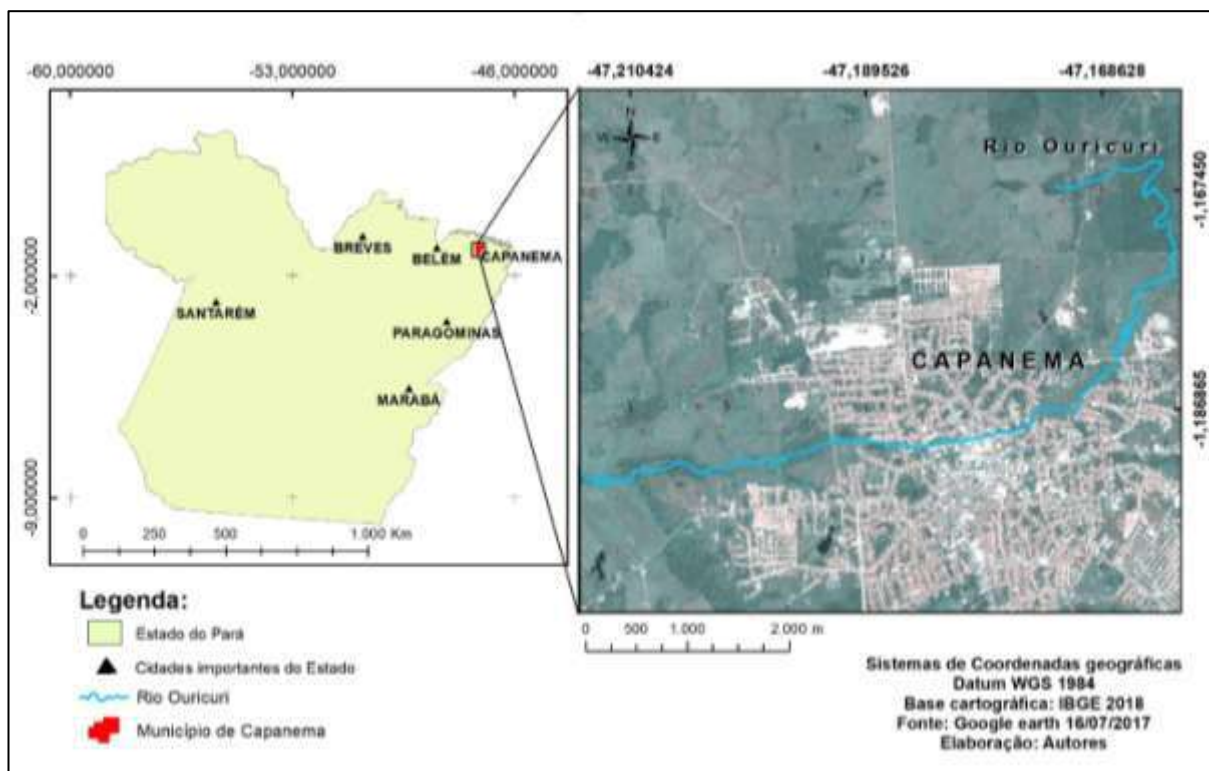 -60,000000
-53,000000
-46,000000
-2,000000
-9,000000
BREVES
BELÉM
CAPANEMA
SANTARÉM
PARAGOMINAS
MARABÁ
0 250 500 1.000 Km
-47,210424
-47,189526
-47,168628
-1,167450
-1,186865
N
W E
Rio Ouricuri
CAPANEMA
0 500 1.000 2.000 m
Legenda:
Estado do Pará
Cidades importantes do Estado
Rio Ouricuri
Município de Capanema
Sistemas de Coordenadas geográficas
Datum WGS 1984
Base cartográfica: IBGE 2018
Fonte: Google earth 16/07/2017
Elaboração: Autores